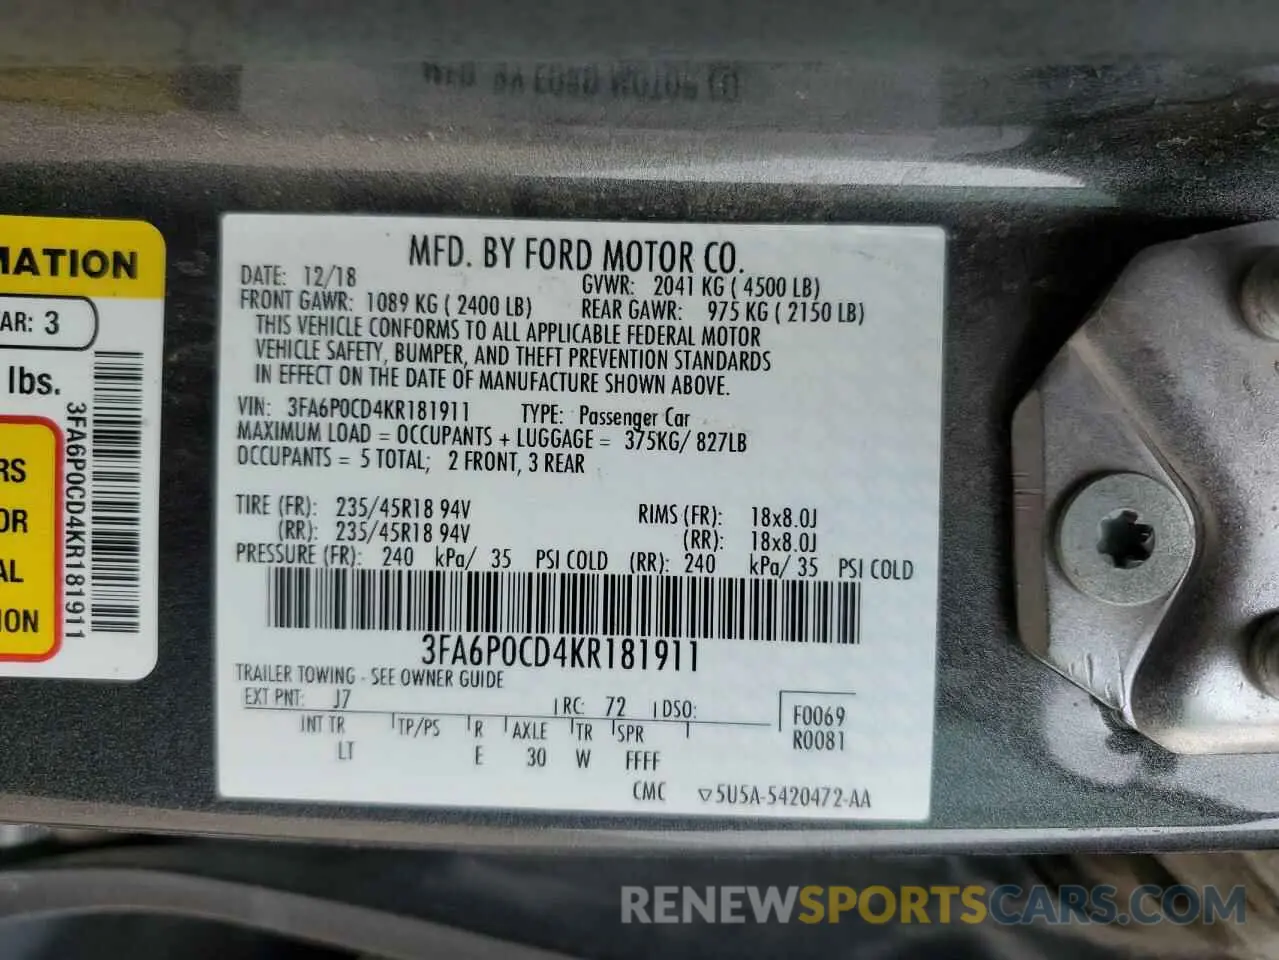 MFD. BY FORD MOTOR CO.
DATE: 12/18 GVWR: 2041 KG ( 4500 LB)
FRONT GAWR: 1089 KG ( 2400 LB) REAR GAWR: 975 KG ( 2150 LB)
THIS VEHICLE CONFORMS TO ALL APPLICABLE FEDERAL MOTOR
VEHICLE SAFETY, BUMPER, AND THEFT PREVENTION STANDARDS
IN EFFECT ON THE DATE OF MANUFACTURE SHOWN ABOVE.
VIN: 3FA6P0CD4KR181911 TYPE: Passenger Car
MAXIMUM LOAD = OCCUPANTS + LUGGAGE = 375KG/ 827LB
OCCUPANTS = 5 TOTAL; 2 FRONT, 3 REAR
TIRE (FR): 235/45R18 94V RIMS (FR): 18x8.0J
(RR): 235/45R18 94V (RR): 18x8.0J
PRESSURE (FR): 240 kPa/ 35 PSI COLD (RR): 240 kPa/ 35 PSI COLD
3FA6P0CD4KR181911
TRAILER TOWING - SEE OWNER GUIDE
EXT PNT: J7 RC: 72 DSO:
INT TR TP/PS R AXLE TR SPR
LT E 30 W FFFF
F0069
R0081
CMC ▽5U5A-5420472-AA
MATION
AR: 3
lbs.
3FA6P0CD4KR181911
RS
OR
AL
ION
RENEWSPORTSCARS.COM